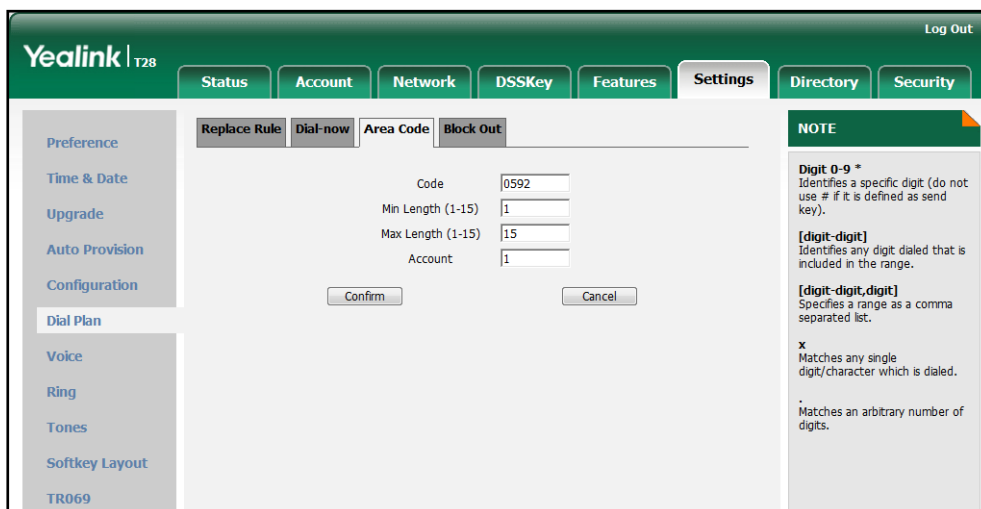 Log Out
Yealink | T28
Status Account Network DSSKey Features Settings Directory Security
Preference
Time & Date
Upgrade
Auto Provision
Configuration
Dial Plan
Voice
Ring
Tones
Softkey Layout
TR069
Replace Rule Dial-now Area Code Block Out
Code 0592
Min Length (1-15) 1
Max Length (1-15) 15
Account 1
Confirm Cancel
NOTE
Digit 0-9 *
Identifies a specific digit (do not
use # if it is defined as send
key).
[digit-digit]
Identifies any digit dialed that is
included in the range.
[digit-digit,digit]
Specifies a range as a comma
separated list.
x
Matches any single
digit/character which is dialed.
.
Matches an arbitrary number of
digits.